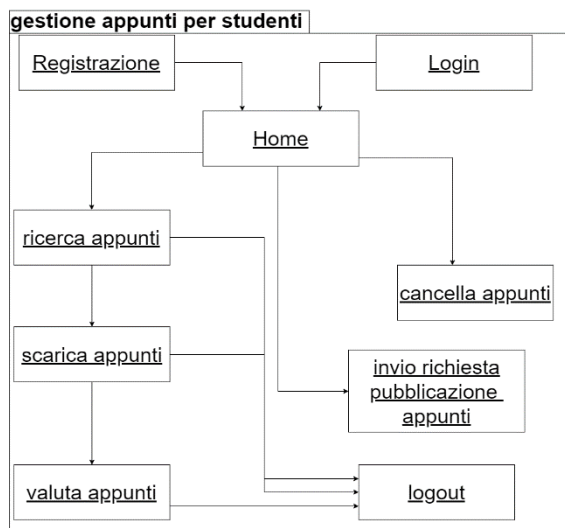 gestione appunti per studenti
Registrazione
Login
Home
ricerca appunti
cancella appunti
scarica appunti
invio richiesta
pubblicazione
appunti
valuta appunti
logout